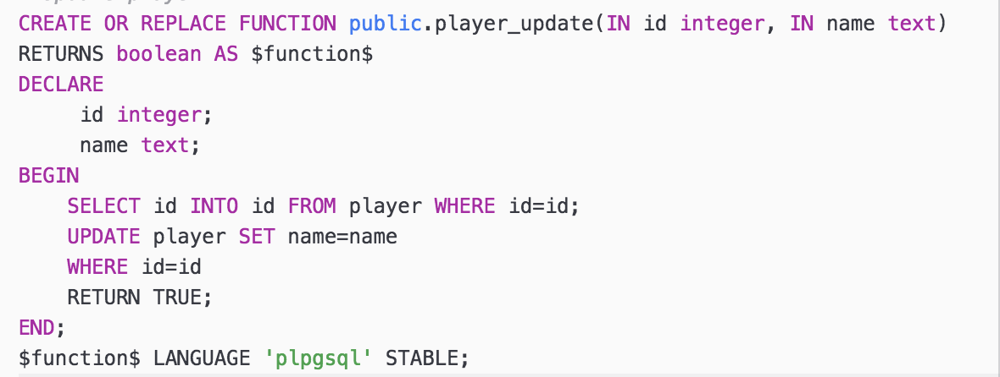 CREATE OR REPLACE FUNCTION public.player_update(IN id integer, IN name text)
RETURNS boolean AS $function$
DECLARE
     id integer;
     name text;
BEGIN
    SELECT id INTO id FROM player WHERE id=id;
    UPDATE player SET name=name
    WHERE id=id
    RETURN TRUE;
END;
$function$ LANGUAGE 'plpgsql' STABLE;